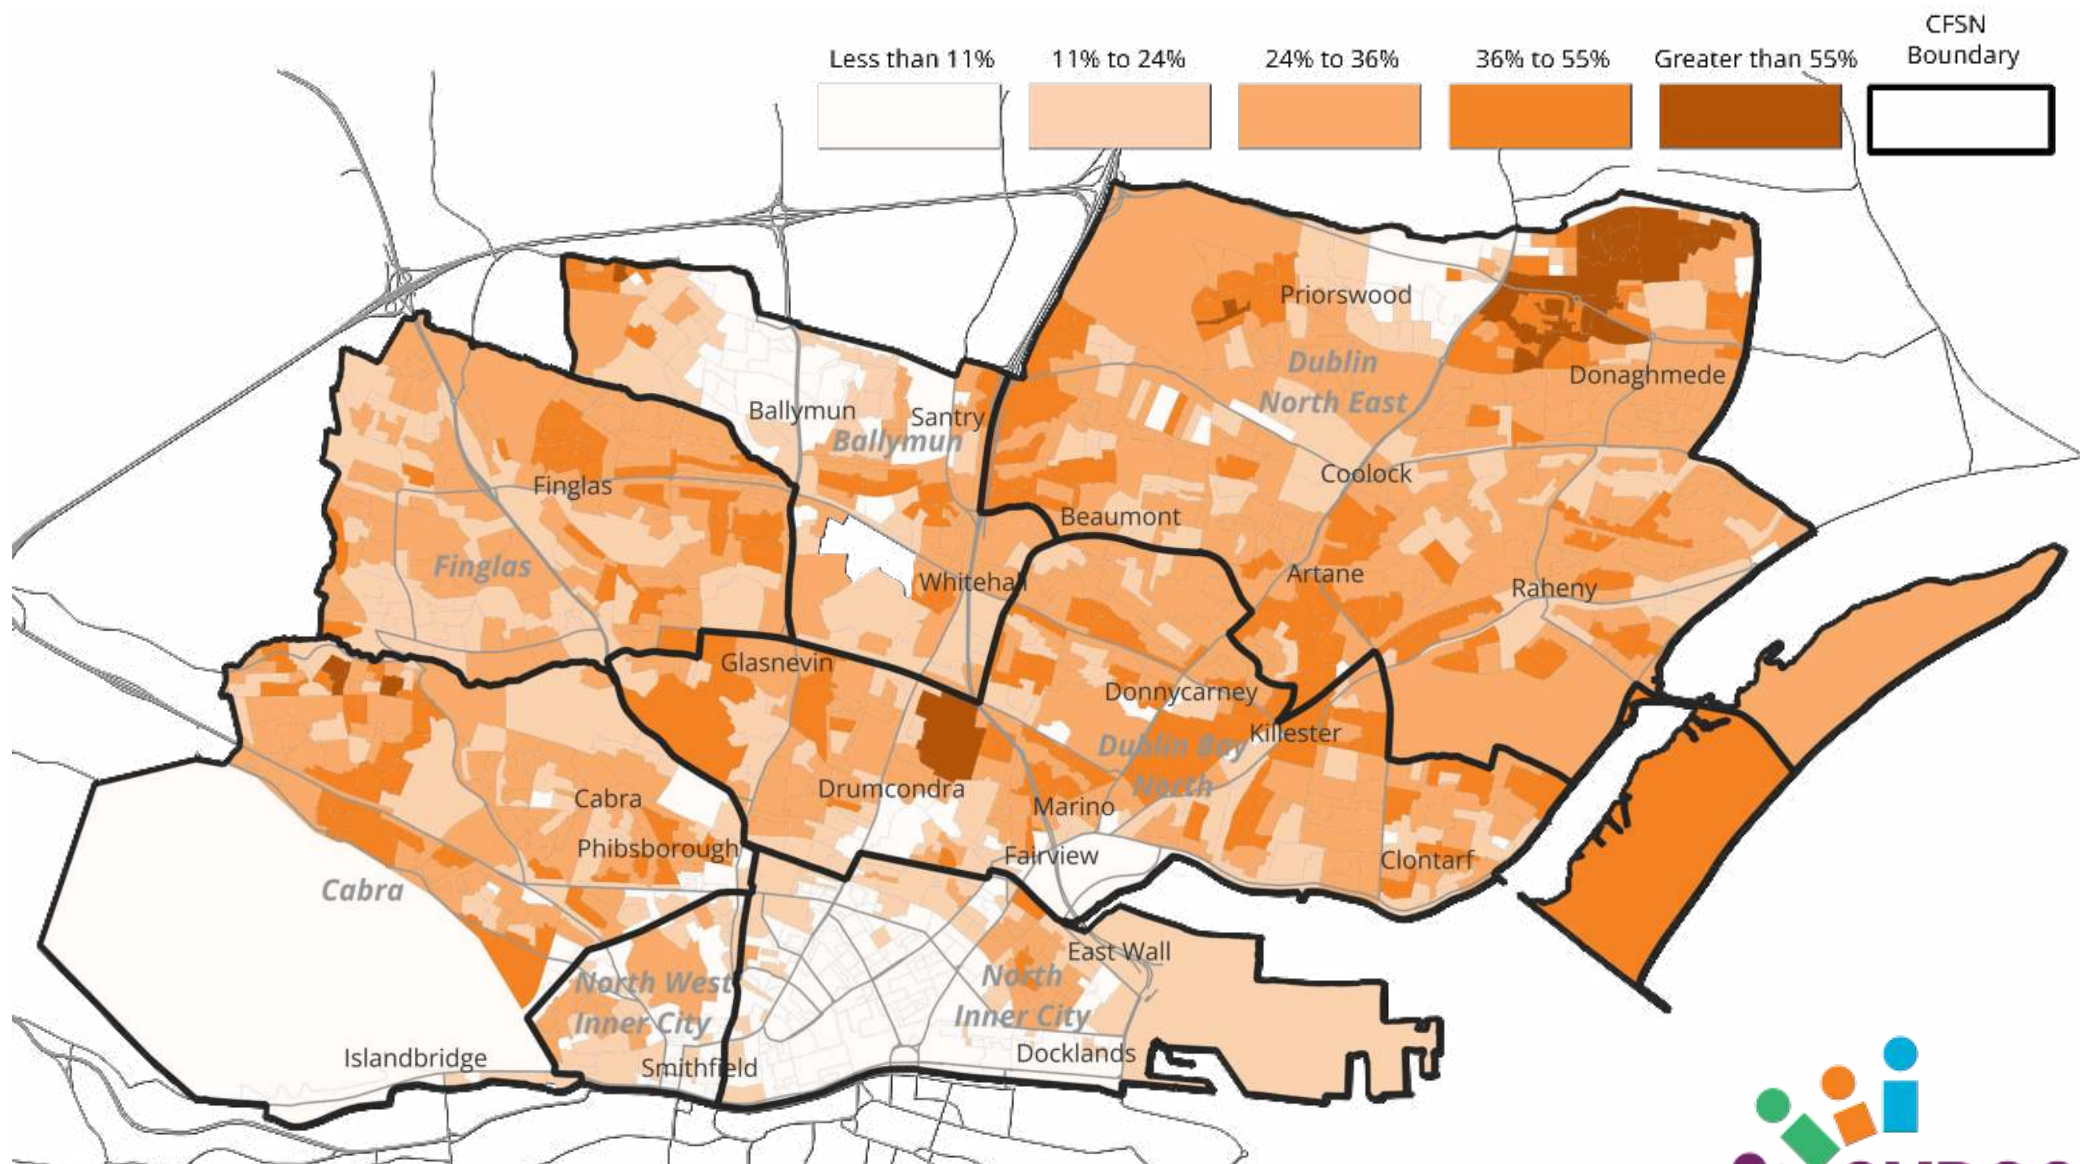 CFSN
Boundary
Less than 11%
11% to 24%
24% to 36%
36% to 55%
Greater than 55%
Priorswood
Dublin
North East
Donaghmede
Ballymun
Santry
Ballymun
Coolock
Finglas
Beaumont
Finglas
Whitehall
Artane
Raheny
Glasnevin
Donnycarney
Killester
Dublin Bay
North
Drumcondra
Cabra
Marino
Phibsborough
Fairview
Clontarf
Cabra
East Wall
North West
Inner City
North
Inner City
Islandbridge
Smithfield
Docklands